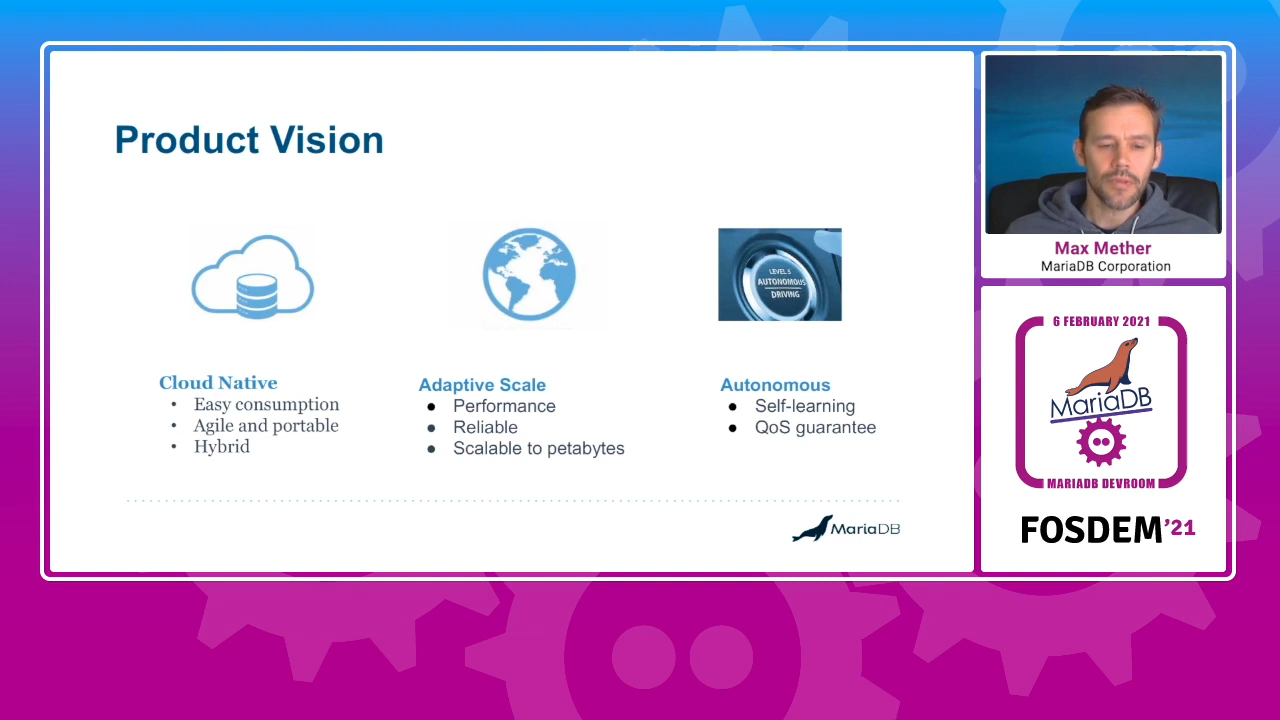 Product Vision
LEVEL 5
AUTONOMOUS
DRIVING
Cloud Native
• Easy consumption
• Agile and portable
• Hybrid
Adaptive Scale
● Performance
● Reliable
● Scalable to petabytes
Autonomous
● Self-learning
● QoS guarantee
MariaDB
Max Mether
MariaDB Corporation
6 FEBRUARY 2021
MariaDB
MARIADB DEVROOM
FOSDEM'21